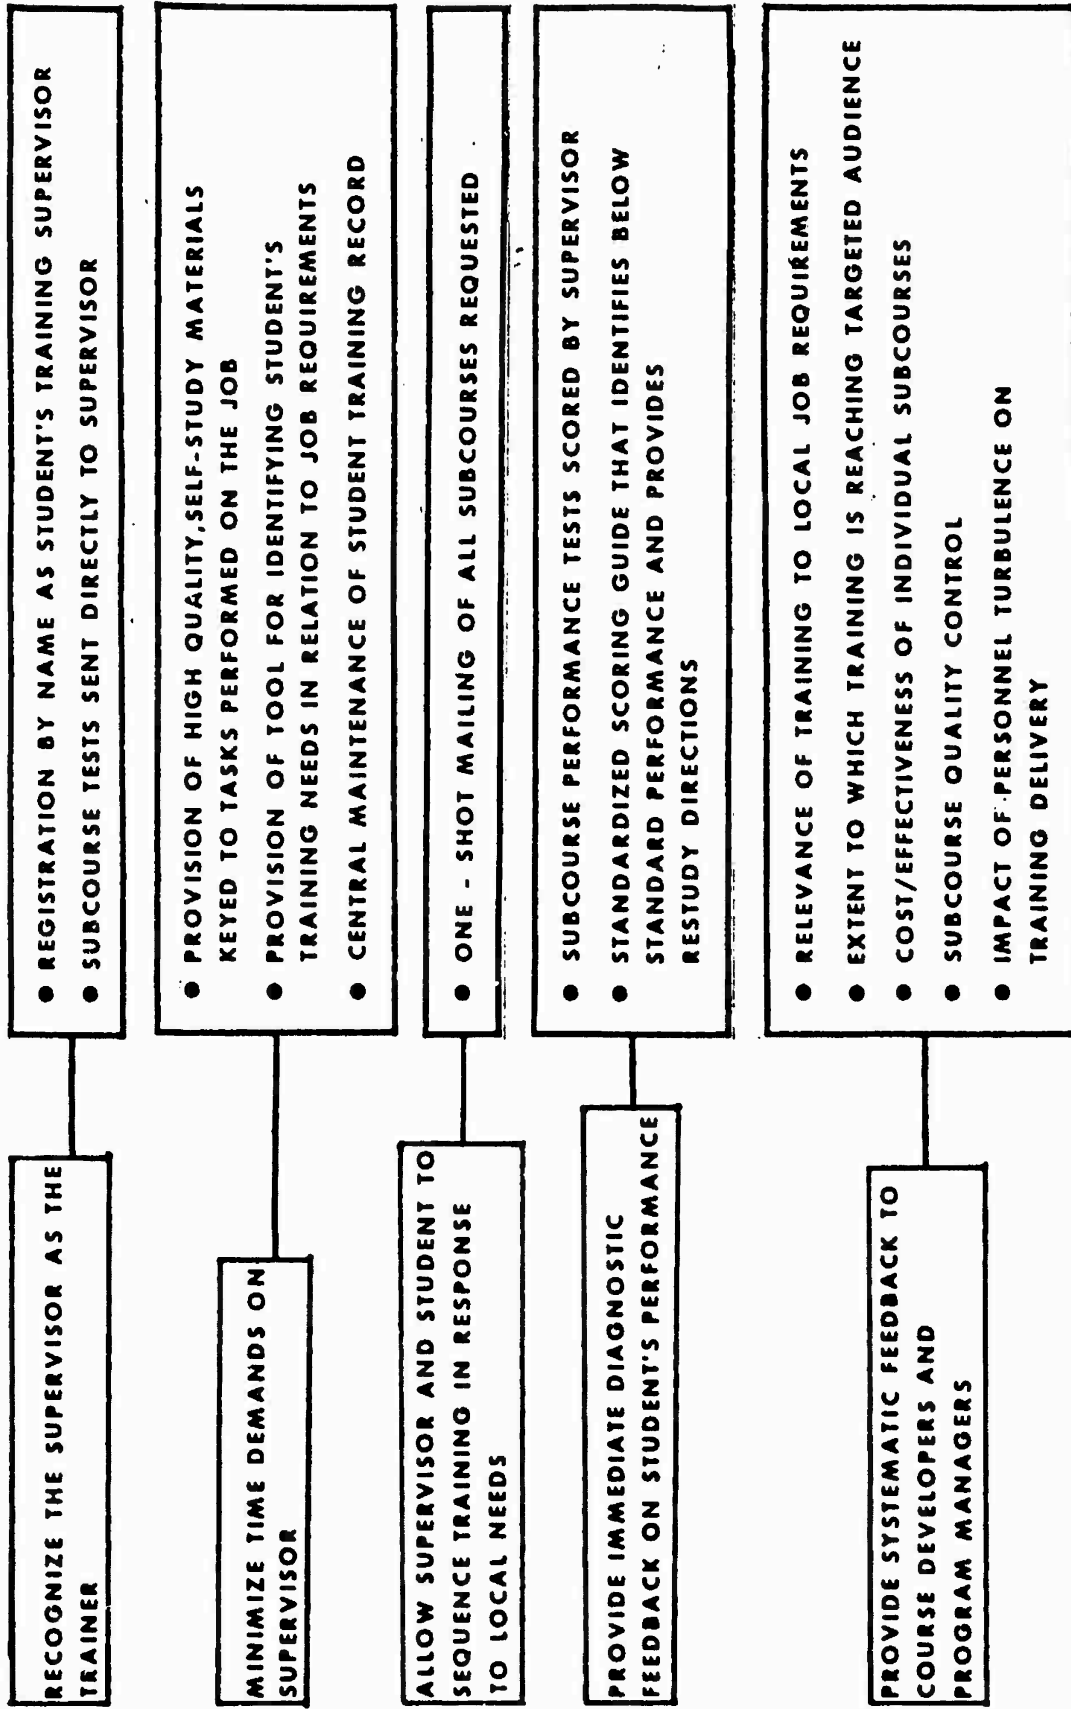 RECOGNIZE THE SUPERVISOR AS THE
TRAINER
● REGISTRATION BY NAME AS STUDENT'S TRAINING SUPERVISOR
● SUBCOURSE TESTS SENT DIRECTLY TO SUPERVISOR
MINIMIZE TIME DEMANDS ON
SUPERVISOR
● PROVISION OF HIGH QUALITY, SELF-STUDY MATERIALS
KEYED TO TASKS PERFORMED ON THE JOB
● PROVISION OF TOOL FOR IDENTIFYING STUDENT'S
TRAINING NEEDS IN RELATION TO JOB REQUIREMENTS
● CENTRAL MAINTENANCE OF STUDENT TRAINING RECORD
ALLOW SUPERVISOR AND STUDENT TO
SEQUENCE TRAINING IN RESPONSE
TO LOCAL NEEDS
● ONE - SHOT MAILING OF ALL SUBCOURSES REQUESTED
PROVIDE IMMEDIATE DIAGNOSTIC
FEEDBACK ON STUDENT'S PERFORMANCE
● SUBCOURSE PERFORMANCE TESTS SCORED BY SUPERVISOR
● STANDARDIZED SCORING GUIDE THAT IDENTIFIES BELOW
STANDARD PERFORMANCE AND PROVIDES
RESTUDY DIRECTIONS
PROVIDE SYSTEMATIC FEEDBACK TO
COURSE DEVELOPERS AND
PROGRAM MANAGERS
● RELEVANCE OF TRAINING TO LOCAL JOB REQUIREMENTS
● EXTENT TO WHICH TRAINING IS REACHING TARGETED AUDIENCE
● COST/EFFECTIVENESS OF INDIVIDUAL SUBCOURSES
● SUBCOURSE QUALITY CONTROL
● IMPACT OF PERSONNEL TURBULENCE ON
TRAINING DELIVERY